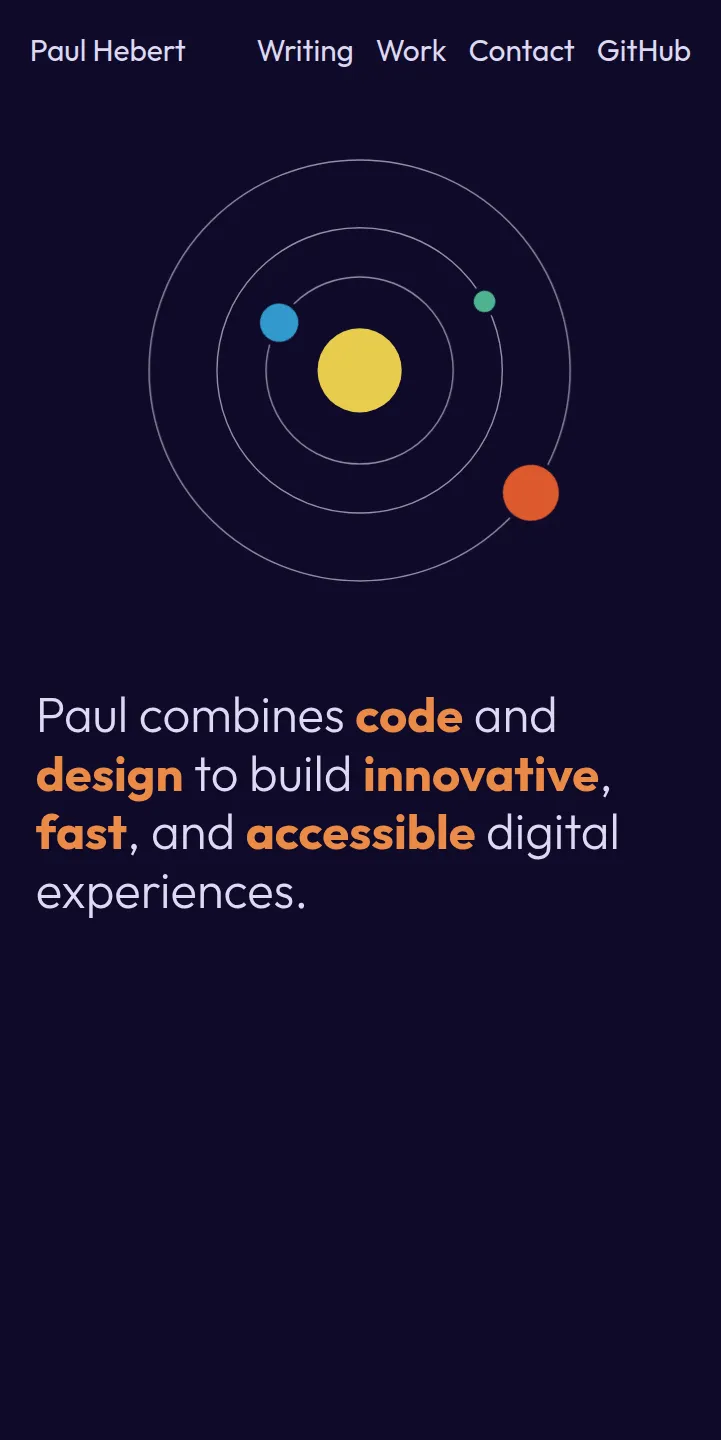 Paul Hebert Writing Work Contact GitHub
Paul combines code and
design to build innovative,
fast, and accessible digital
experiences.